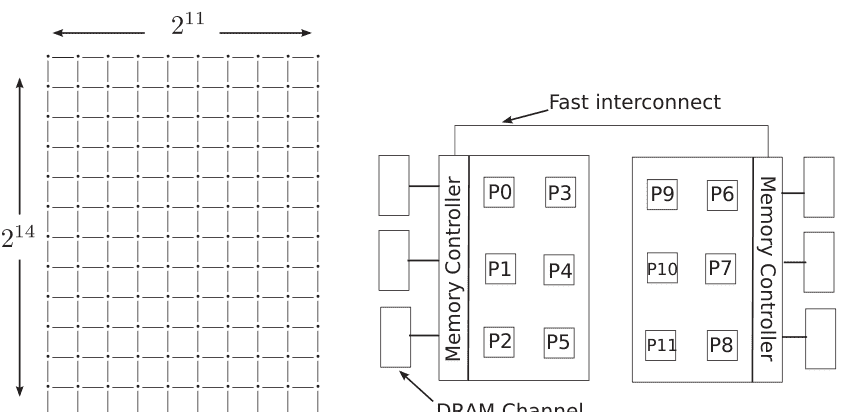 2^11
2^14
Fast interconnect
Memory Controller
P0 P3
P1 P4
P2 P5
P9 P6
P10 P7
P11 P8
Memory Controller
DRAM Channel